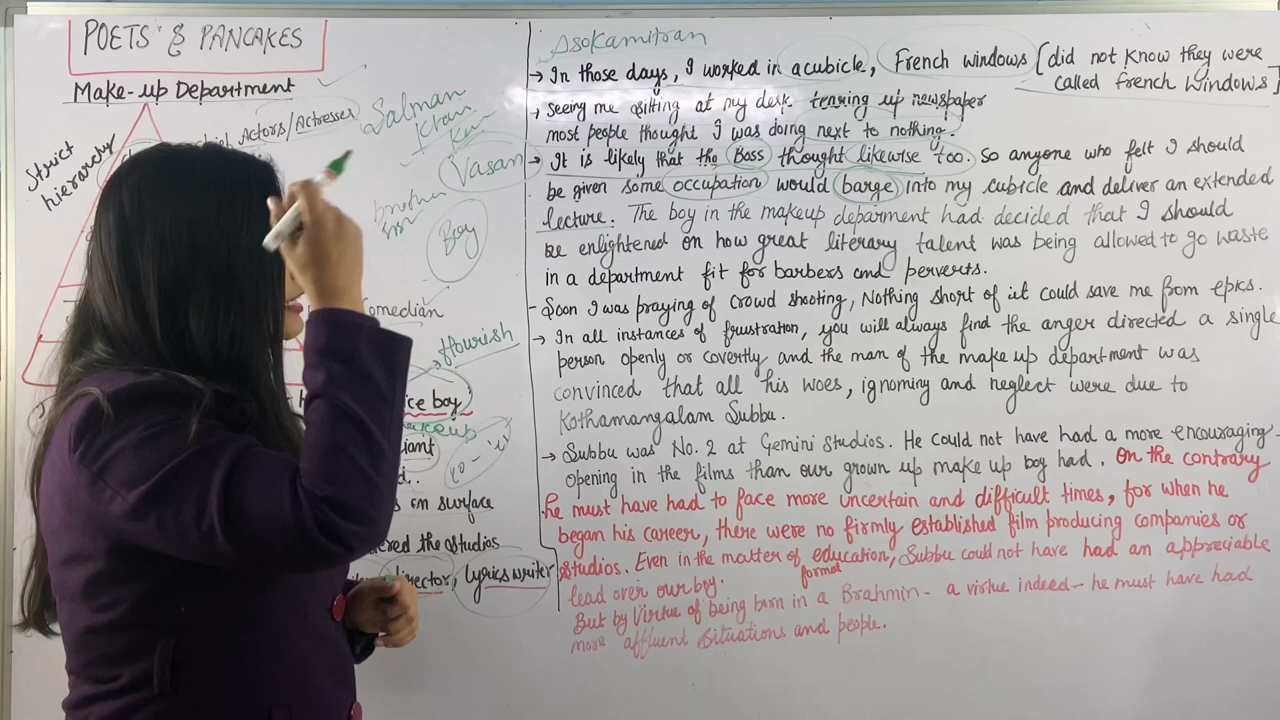 POETS & PANCAKES
Make-up Department
Strict
hierarchy
Actors/Actresses
Salman
Khan
Vasan
Boy
omedian
flourish
ice boy)
akeup
iant
d..
s on surface
ered the studios
director, lyrics writer
Asokamitran
→ In those days, I worked in a cubicle, French windows [did not know they were
called french windows]
→ seeing me sitting at my desk tearing up newspaper
most people thought I was doing next to nothing.
→ It is likely that the Boss thought likewise too. So anyone who felt I should
be given some occupation would barge into my cubicle and deliver an extended
lecture. The boy in the makeup deparment had decided that I should
be enlightened on how great literary talent was being allowed to go waste
in a department fit for barbers and perverts.
- Soon I was praying of crowd shooting, Nothing short of it could save me from epics.
→ In all instances of frustration, you will always find the anger directed a single
person openly or covertly and the man of the make up department was
convinced that all his woes, ignominy and neglect were due to
Kothamangalam Subbu.
→ Subbu was No. 2 at Gemini studios. He could not have had a more encouraging
opening in the films than our grown up make up boy had. On the contrary
he must have had to face more uncertain and difficult times, for when he
began his career, there were no firmly established film producing companies or
studios. Even in the matter of education, Subbu could not have had an appreciable
formal
lead over our boy.
But by Virtue of being born in a Brahmin - a virtue indeed - he must have had
more affluent situations and people.